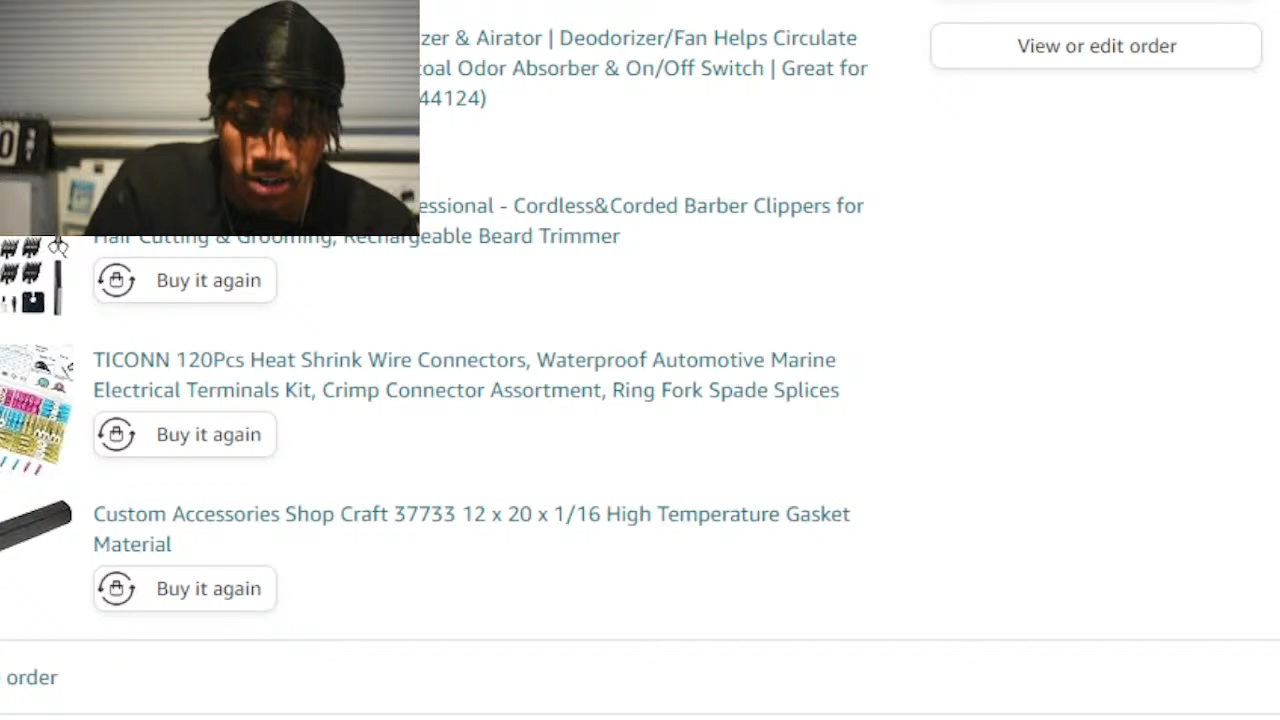 zer & Airator | Deodorizer/Fan Helps Circulate
coal Odor Absorber & On/Off Switch | Great for
44124)
View or edit order
essional - Cordless&Corded Barber Clippers for
Hair Cutting & Grooming, Rechargeable Beard Trimmer
Buy it again
TICONN 120Pcs Heat Shrink Wire Connectors, Waterproof Automotive Marine
Electrical Terminals Kit, Crimp Connector Assortment, Ring Fork Spade Splices
Buy it again
Custom Accessories Shop Craft 37733 12 x 20 x 1/16 High Temperature Gasket
Material
Buy it again
order